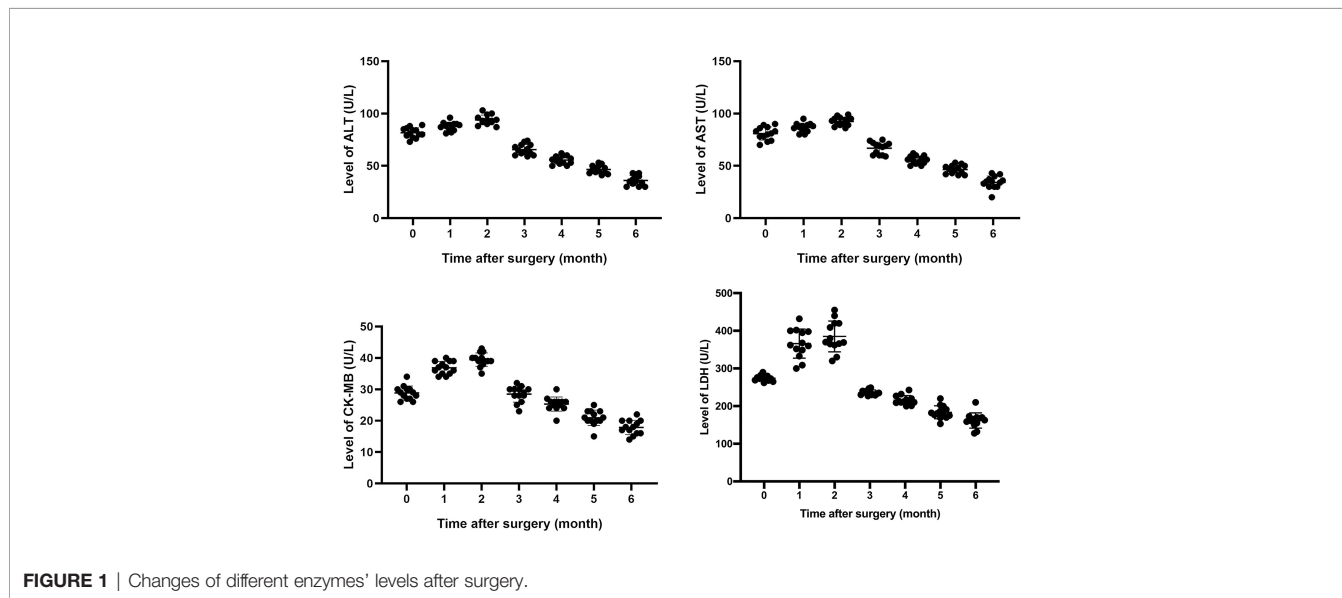 150
100
50
0
Level of ALT (U/L)
0 1 2 3 4 5 6
Time after surgery (month)
150
100
50
0
Level of AST (U/L)
0 1 2 3 4 5 6
Time after surgery (month)
50
40
30
20
10
0
Level of CK-MB (U/L)
0 1 2 3 4 5 6
Time after surgery (month)
500
400
300
200
100
0
Level of LDH (U/L)
0 1 2 3 4 5 6
Time after surgery (month)
FIGURE 1 | Changes of different enzymes’ levels after surgery.